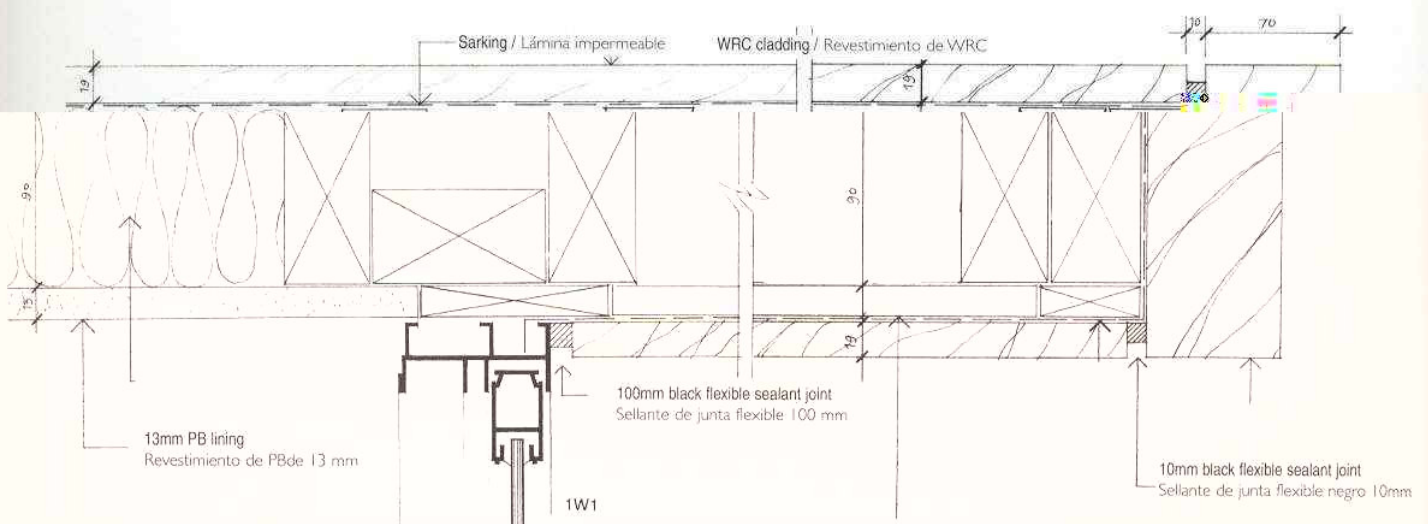 10 70
Sarking / Lámina impermeable
WRC cladding / Revestimiento de WRC
19
19
90
90
19
100mm black flexible sealant joint
Sellante de junta flexible 100 mm
13mm PB lining
Revestimiento de PBde 13 mm
10mm black flexible sealant joint
Sellante de junta flexible negro 10mm
1W1